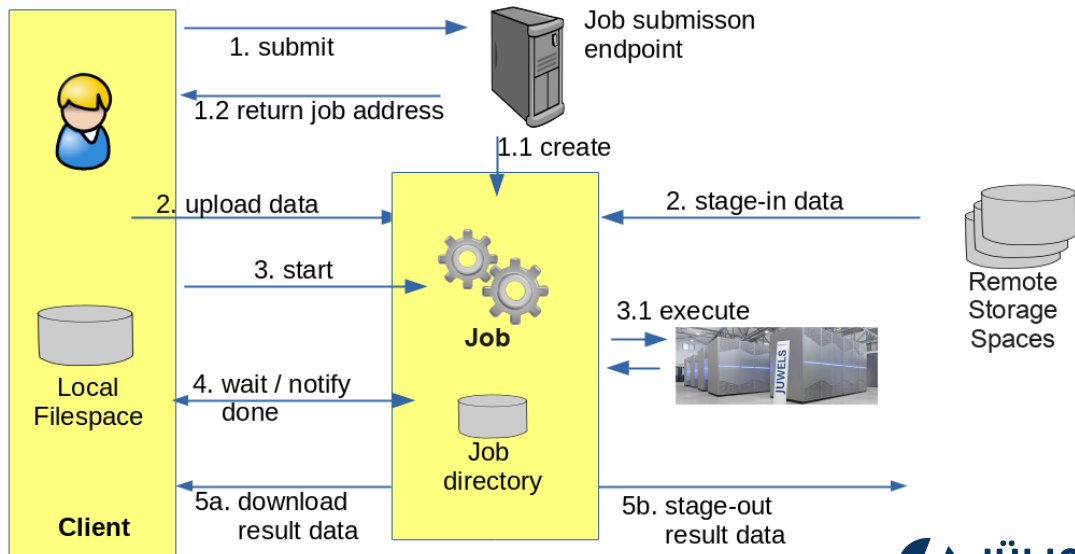 1. submit
Job submisson
endpoint
1.2 return job address
1.1 create
2. upload data
2. stage-in data
3. start
Remote
Storage
Spaces
3.1 execute
Job
JUWELS
Local
Filespace
4. wait / notify
done
Job
directory
5a. download
result data
5b. stage-out
result data
Client